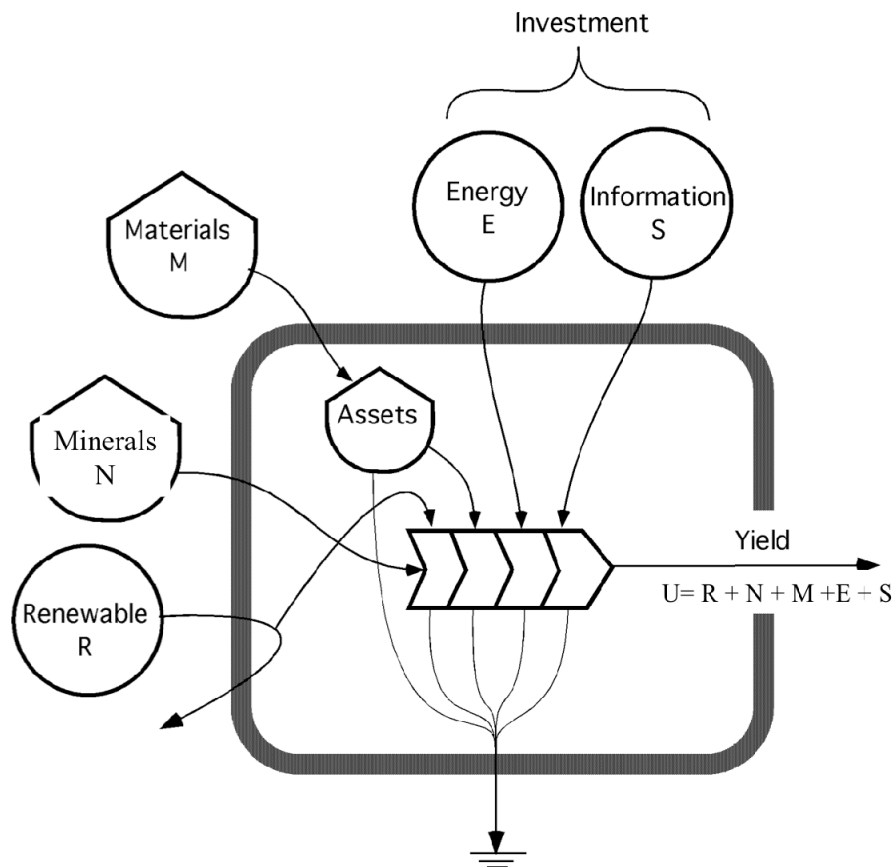 Investment
Energy
E
Information
S
Materials
M
Assets
Minerals
N
Renewable
R
Yield
U= R + N + M +E + S